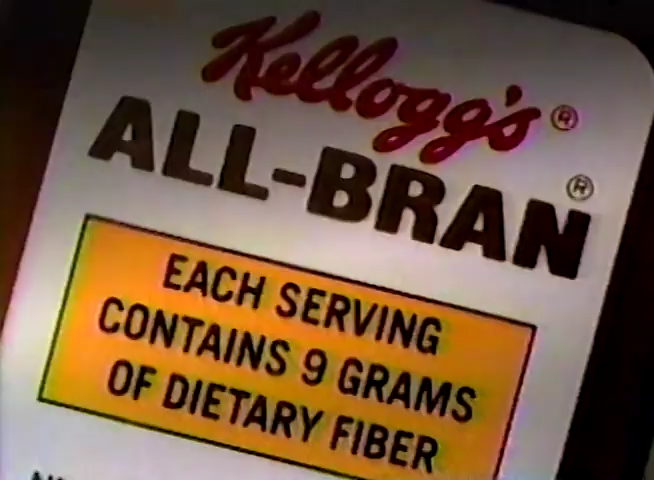 Kellogg's®
ALL-BRAN®
EACH SERVING
CONTAINS 9 GRAMS
OF DIETARY FIBER